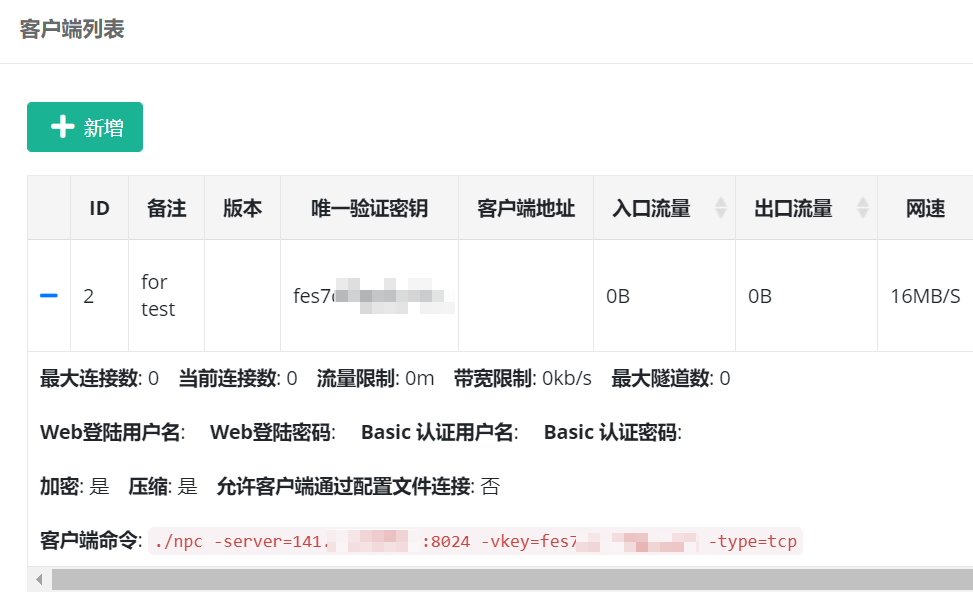 客户端列表
新增
ID 备注 版本 唯一验证密钥 客户端地址 入口流量 出口流量 网速
2 for test fes7 0B 0B 16MB/S
最大连接数: 0 当前连接数: 0 流量限制: 0m 带宽限制: 0kb/s 最大隧道数: 0
Web登陆用户名: Web登陆密码: Basic 认证用户名: Basic 认证密码:
加密: 是 压缩: 是 允许客户端通过配置文件连接: 否
客户端命令: ./npc -server=141. :8024 -vkey=fes7 -type=tcp